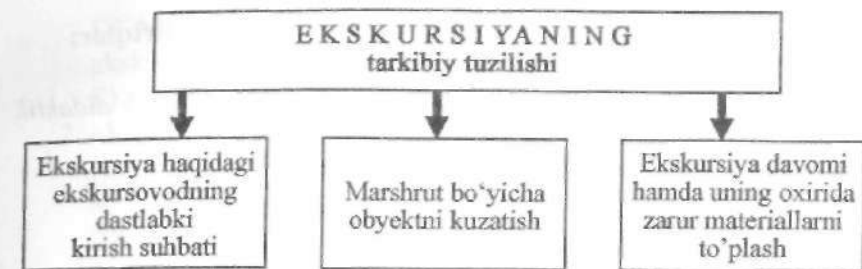 EKSKURSIYANING
tarkibiy tuzilishi
Ekskursiya haqidagi
ekskursovodning
dastlabki
kirish suhbati
Marshrut bo‘yicha
obyektni kuzatish
Ekskursiya davomi
hamda uning oxirida
zarur materiallarni
to’plash